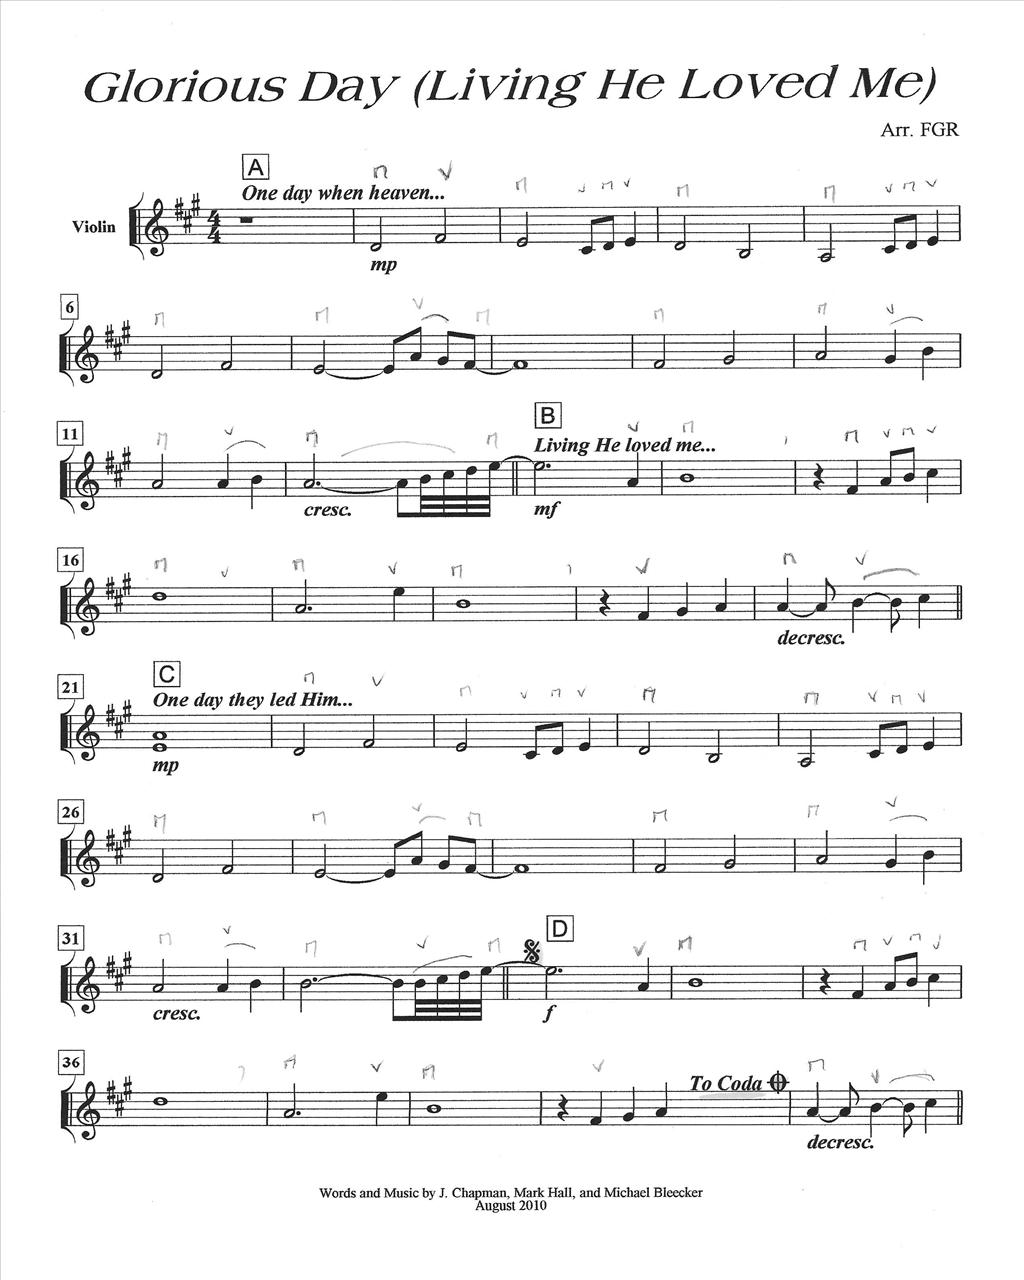 Glorious Day (Living He Loved Me)
Arr. FGR
A
One day when heaven...
Violin
4
4
mp
6
11
B
Living He loved me...
cresc.
mf
16
decresc.
21
C
One day they led Him...
mp
26
31
D
cresc.
f
36
To Coda
decresc.
Words and Music by J. Chapman, Mark Hall, and Michael Bleecker
August 2010